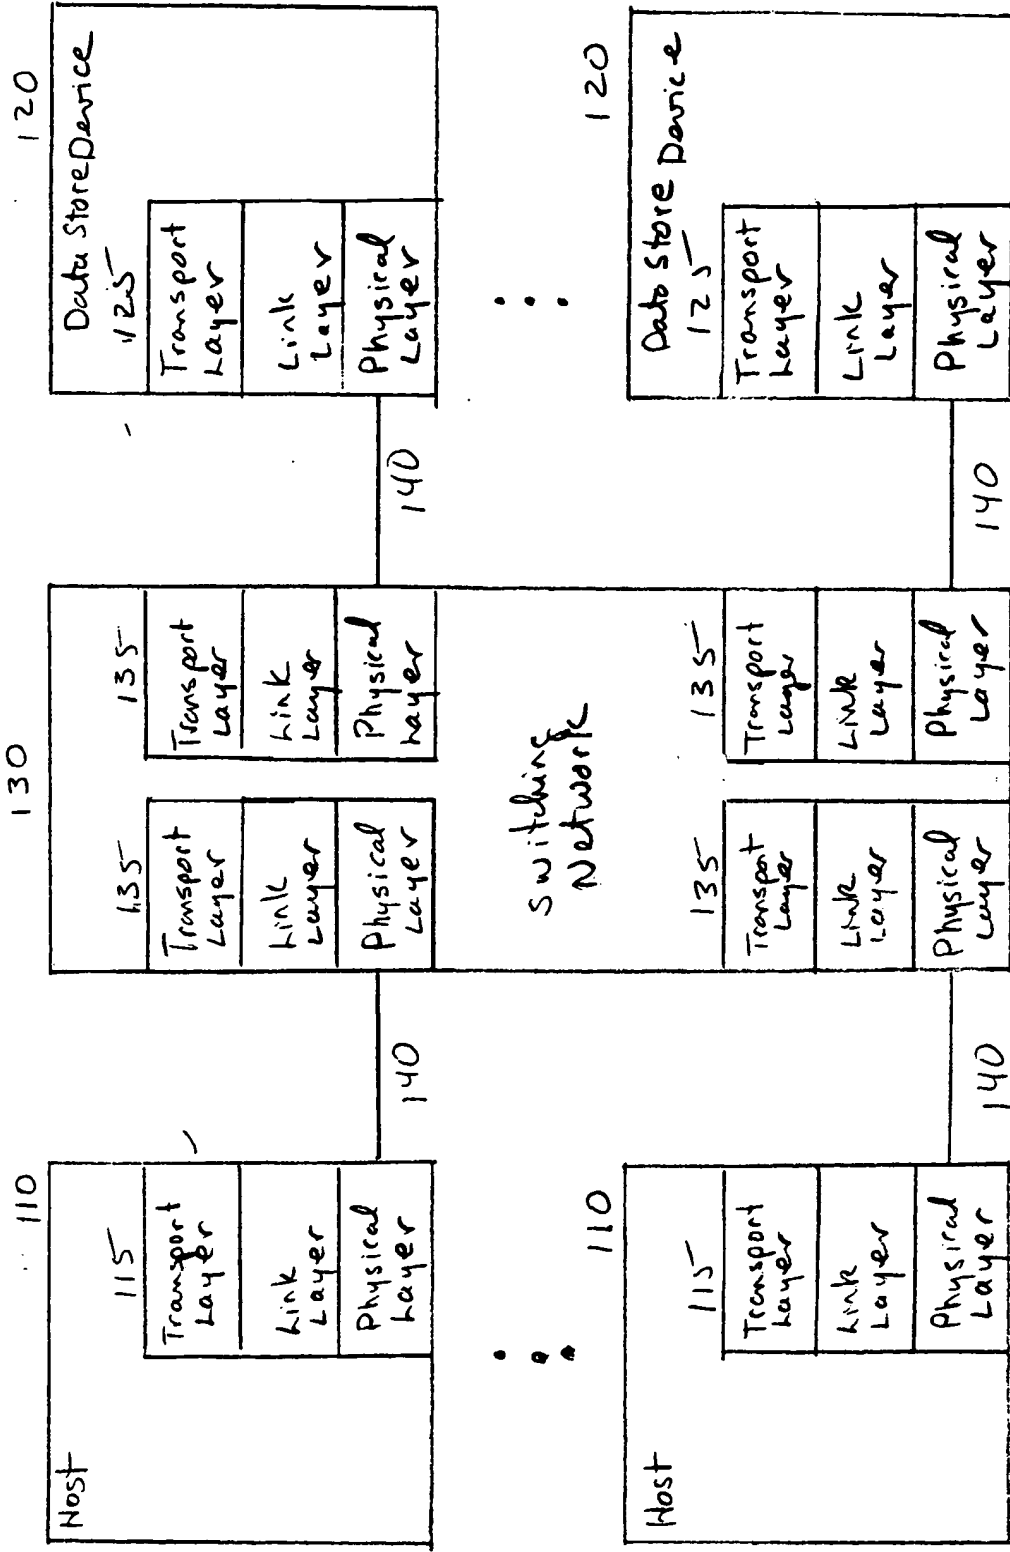 110
Host
115
Transport
Layer
Link
Layer
Physical
Layer
140
130
135
Transport
Layer
Link
Layer
Physical
Layer
135
Transport
Layer
Link
Layer
Physical
Layer
140
120
Data Store Device
125
Transport
Layer
Link
Layer
Physical
Layer
Switching
Network
110
Host
115
Transport
Layer
Link
Layer
Physical
Layer
140
135
Transport
Layer
Link
Layer
Physical
Layer
135
Transport
Layer
Link
Layer
Physical
Layer
140
120
Data Store Device
125
Transport
Layer
Link
Layer
Physical
Layer